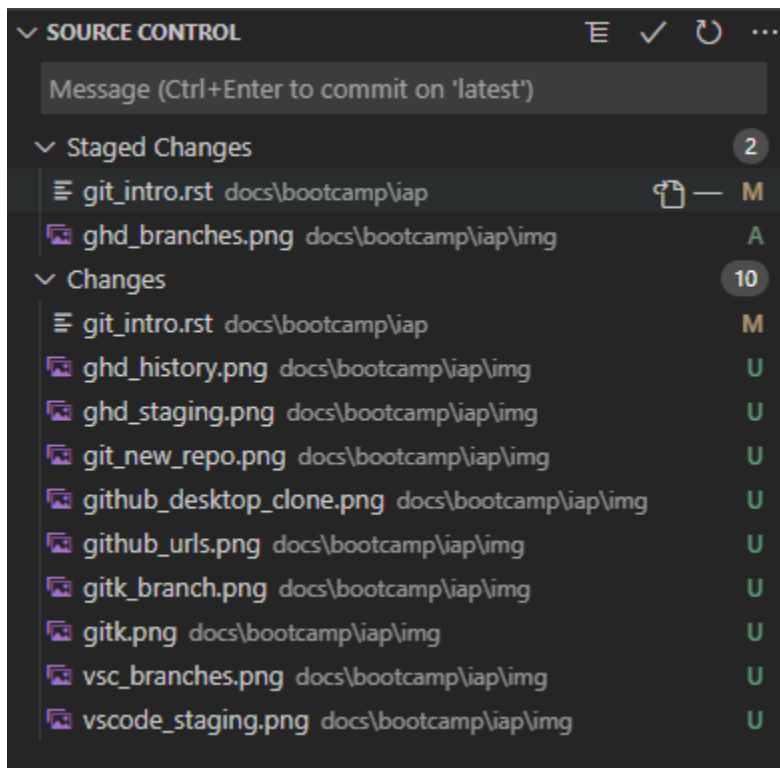 SOURCE CONTROL
Message (Ctrl+Enter to commit on 'latest')
Staged Changes 2
git_intro.rst docs\bootcamp\iap M
ghd_branches.png docs\bootcamp\iap\img A
Changes 10
git_intro.rst docs\bootcamp\iap M
ghd_history.png docs\bootcamp\iap\img U
ghd_staging.png docs\bootcamp\iap\img U
git_new_repo.png docs\bootcamp\iap\img U
github_desktop_clone.png docs\bootcamp\iap\img U
github_urls.png docs\bootcamp\iap\img U
gitk_branch.png docs\bootcamp\iap\img U
gitk.png docs\bootcamp\iap\img U
vsc_branches.png docs\bootcamp\iap\img U
vscode_staging.png docs\bootcamp\iap\img U